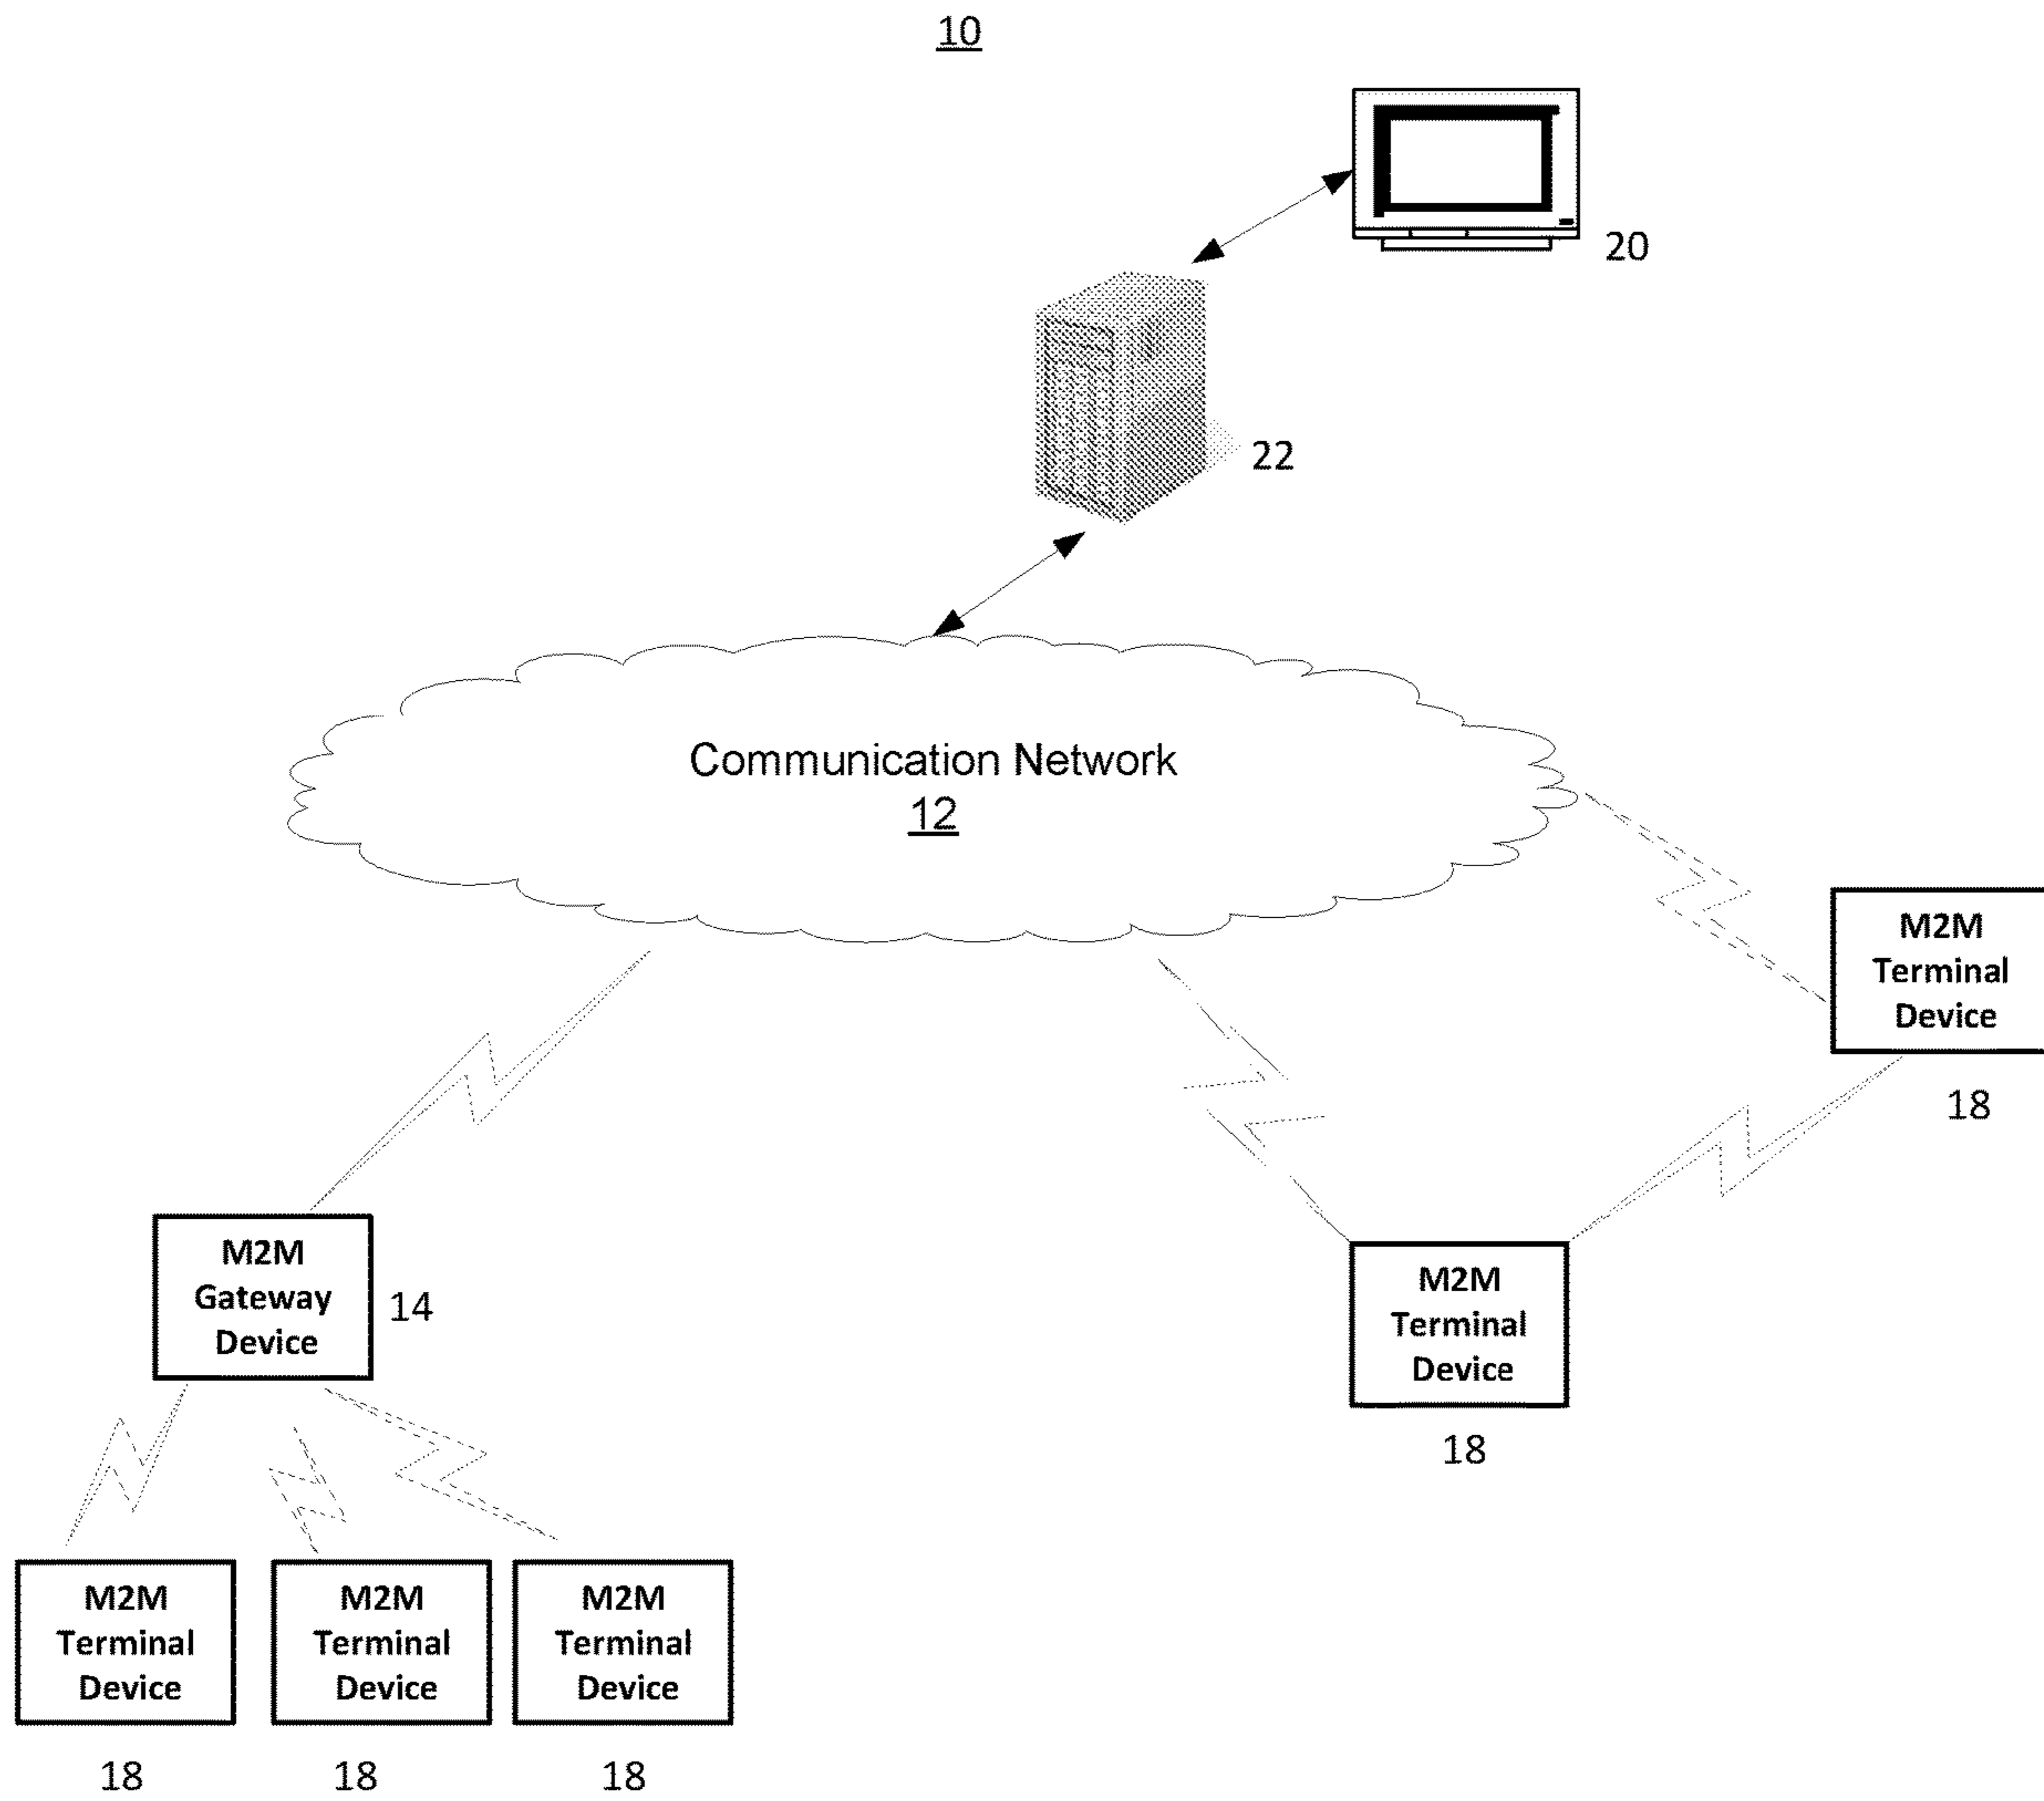 10
20
22
Communication Network
12
M2M
Terminal
Device
18
M2M
Gateway
Device
14
M2M
Terminal
Device
18
M2M
Terminal
Device
18
M2M
Terminal
Device
18
M2M
Terminal
Device
18